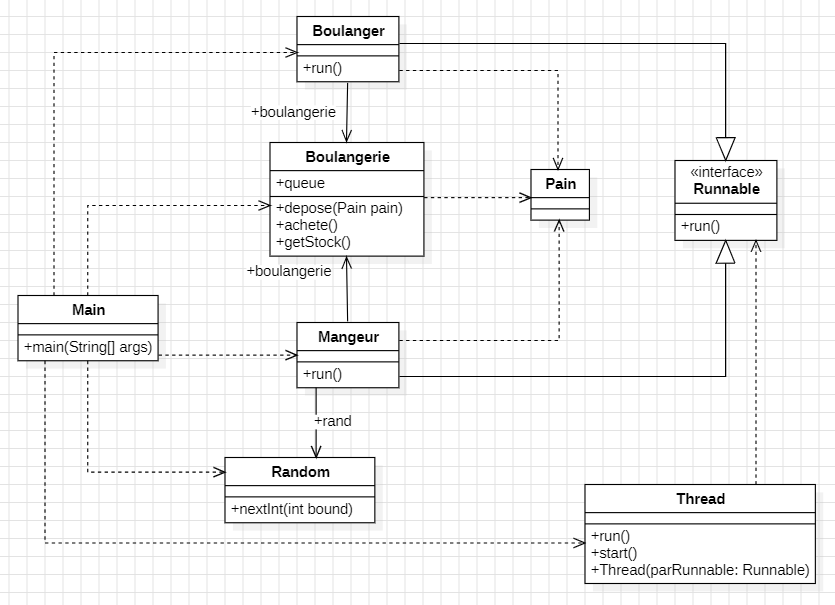 Boulanger
+run()
+boulangerie
Boulangerie
+queue
+depose(Pain pain)
+achete()
+getStock()
Pain
«interface»
Runnable
+run()
+boulangerie
Main
+main(String[] args)
Mangeur
+run()
+rand
Random
+nextInt(int bound)
Thread
+run()
+start()
+Thread(parRunnable: Runnable)